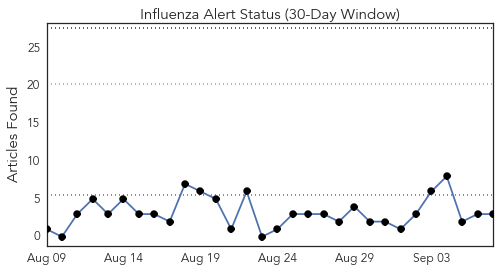 Influenza Alert Status (30-Day Window)
Articles Found
25
20
15
10
5
0
Aug 09 Aug 14 Aug 19 Aug 24 Aug 29 Sep 03